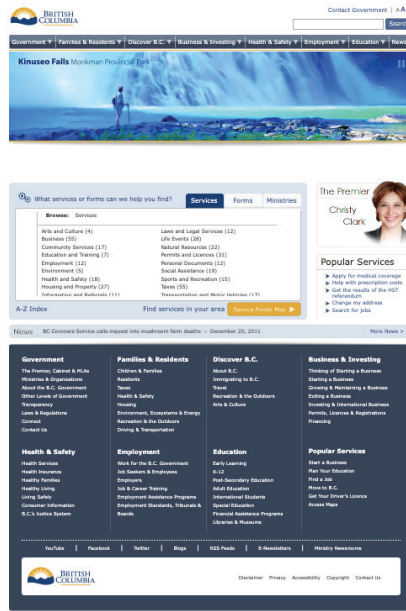 BRITISH
COLUMBIA
Contact Government | A A
Search
Government Families & Residents Discover B.C. Business & Investing Health & Safety Employment Education News
Kinuseo Falls Monkman Provincial Park
What services or forms can we help you find?
Services Forms Ministries
Browse: Services
Arts and Culture (4)
Business (55)
Community Services (17)
Education and Training (7)
Employment (12)
Environment (5)
Health and Safety (18)
Housing and Property (27)
Information and Referrals (11)
Laws and Legal Services (12)
Life Events (28)
Natural Resources (22)
Permits and Licences (31)
Personal Documents (12)
Social Assistance (19)
Sports and Recreation (15)
Taxes (55)
Transportation and Motor Vehicles (17)
A-Z Index
Find services in your area
Service Finder Map
The Premier
Christy
Clark
Popular Services
Apply for medical coverage
Help with prescription costs
Get the results of the HST
referendum
Change my address
Search for jobs
News BC Coroners Service calls inquest into mushroom farm deaths - December 20, 2011
More News >
Government
The Premier, Cabinet & MLAs
Ministries & Organizations
About the B.C. Government
Other Levels of Government
Transparency
Laws & Regulations
Connect
Contact Us
Families & Residents
Children & Families
Residents
Taxes
Health & Safety
Housing
Environment, Ecosystems & Energy
Recreation & the Outdoors
Driving & Transportation
Discover B.C.
About B.C.
Immigrating to B.C.
Travel
Recreation & the Outdoors
Arts & Culture
Business & Investing
Thinking of Starting a Business
Starting a Business
Growing & Maintaining a Business
Exiting a Business
Investing & International Business
Permits, Licences & Registrations
Financing
Health & Safety
Health Services
Health Insurance
Healthy Families
Healthy Living
Living Safely
Consumer Information
B.C.'s Justice System
Employment
Work for the B.C. Government
Job Seekers & Employees
Employers
Job & Career Training
Employment Assistance Programs
Employment Standards, Tribunals &
Boards
Education
Early Learning
K-12
Post-Secondary Education
Adult Education
International Students
Special Education
Financial Assistance Programs
Libraries & Museums
Popular Services
Start a Business
Plan Your Education
Find a Job
Move to B.C.
Get Your Driver's Licence
Access Maps
YouTube | Facebook | Twitter | Blogs | RSS Feeds | E-Newsletters | Ministry Newsrooms
BRITISH
COLUMBIA
Disclaimer Privacy Accessibility Copyright Contact Us